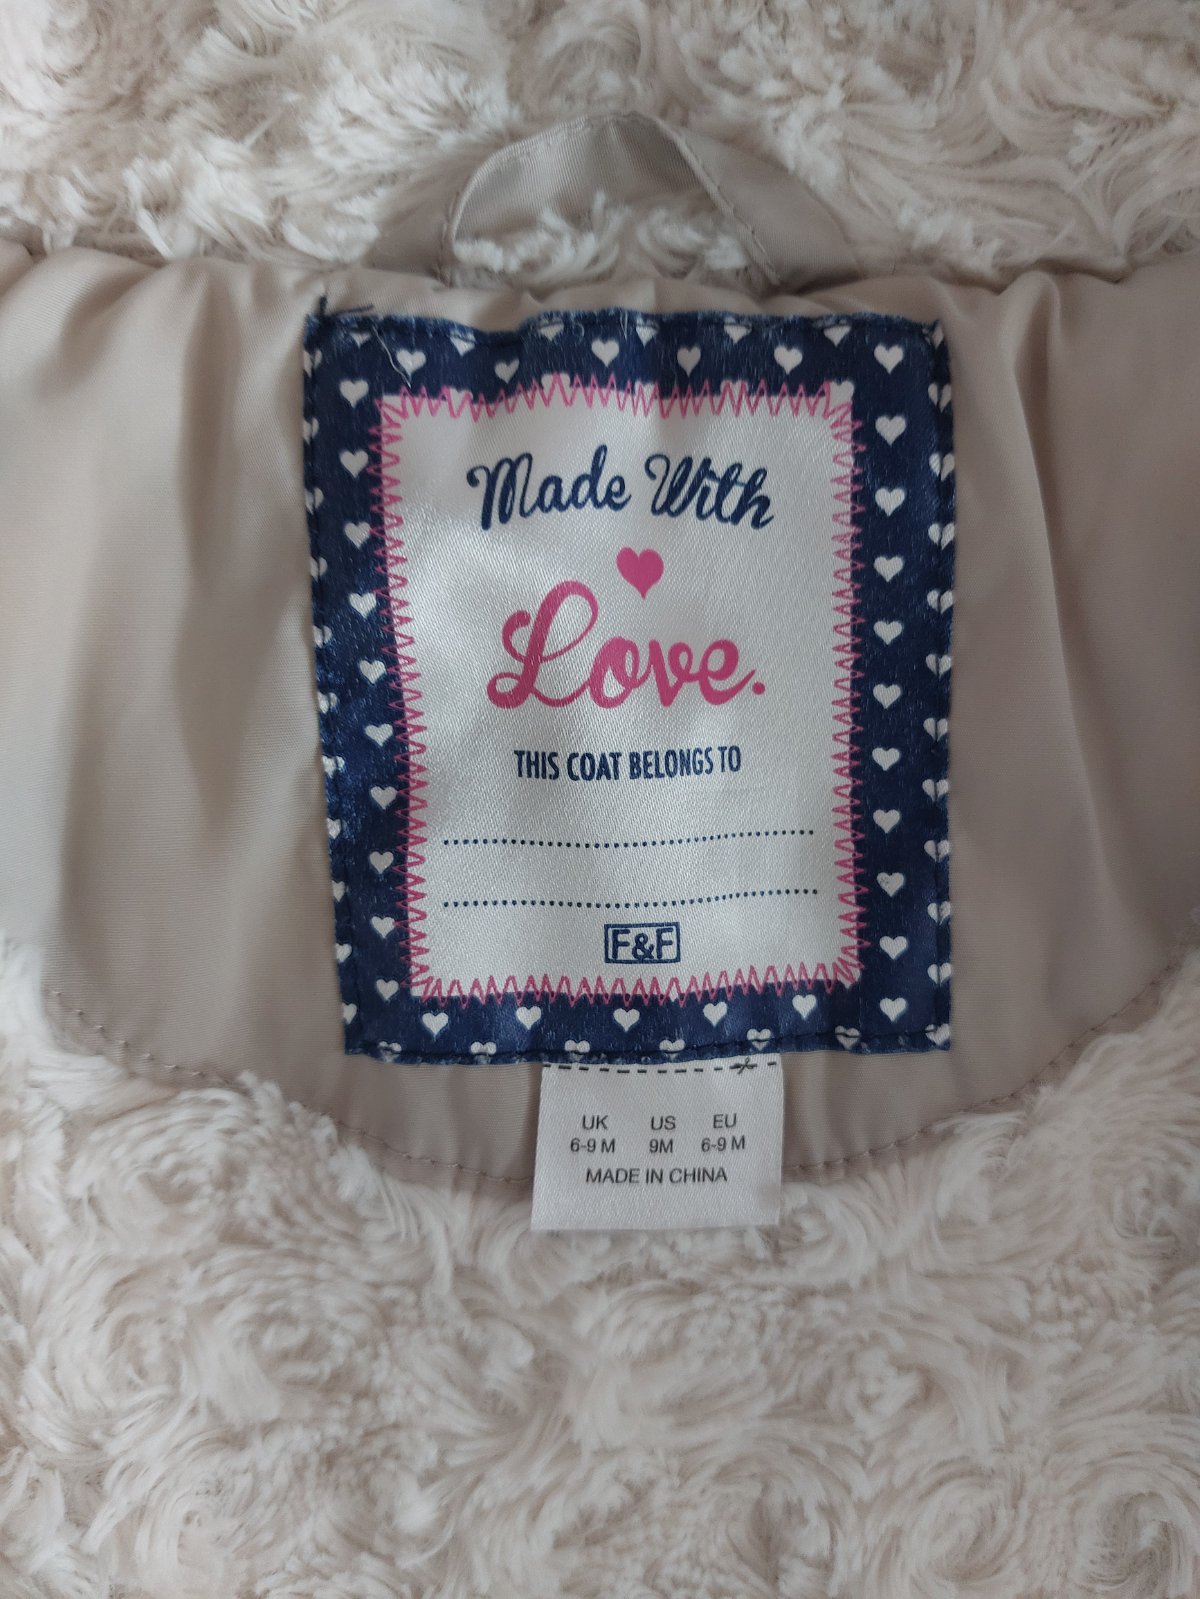 Made With
Love.
THIS COAT BELONGS TO
F&F
UK US EU
6-9 M 9M 6-9 M
MADE IN CHINA